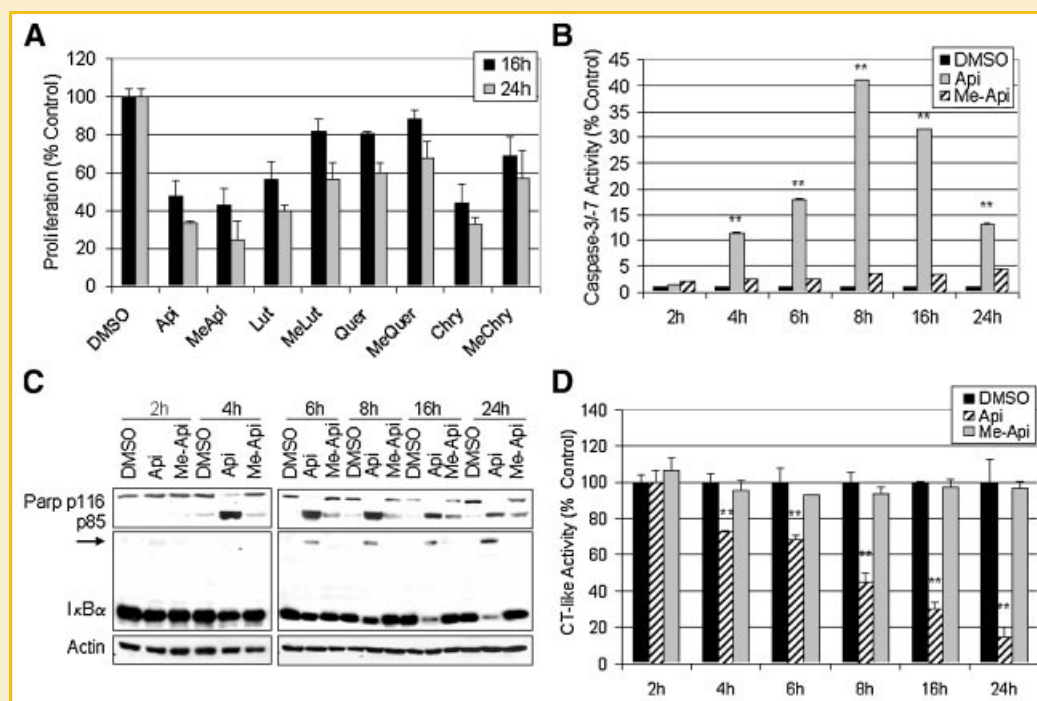 A
Proliferation (% Control)
120
100
80
60
40
20
0
16h
24h
DMSO
Api
MeApi
Lut
MeLut
Quer
MeQuer
Chry
MeChry
B
Caspase-3/-7 Activity (% Control)
45
40
35
30
25
20
15
10
5
0
DMSO
Api
Me-Api
**
**
**
**
**
2h 4h 6h 8h 16h 24h
C
2h 4h 6h 8h 16h 24h
DMSO Api Me-Api DMSO Api Me-Api DMSO Api Me-Api DMSO Api Me-Api DMSO Api Me-Api DMSO Api Me-Api
Parp p116
p85
IκBα
Actin
D
CT-like Activity (% Control)
140
120
100
80
60
40
20
0
DMSO
Api
Me-Api
**
**
**
**
**
2h 4h 6h 8h 16h 24h